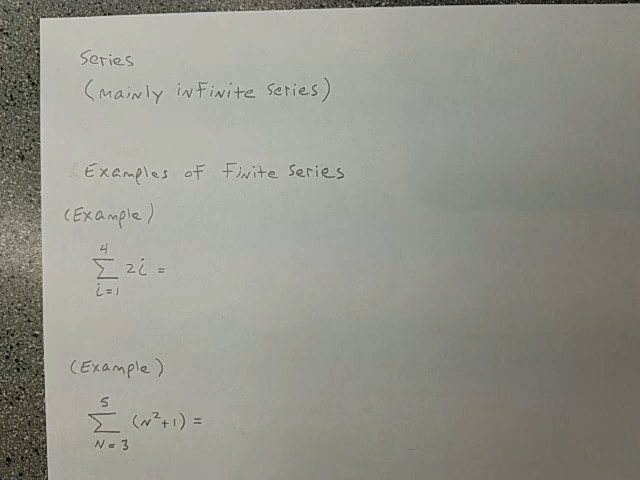 Series
(mainly infinite series)
Examples of finite series
(Example)
4
∑ 2i =
i=1
(Example)
5
∑ (N²+1) =
N=3